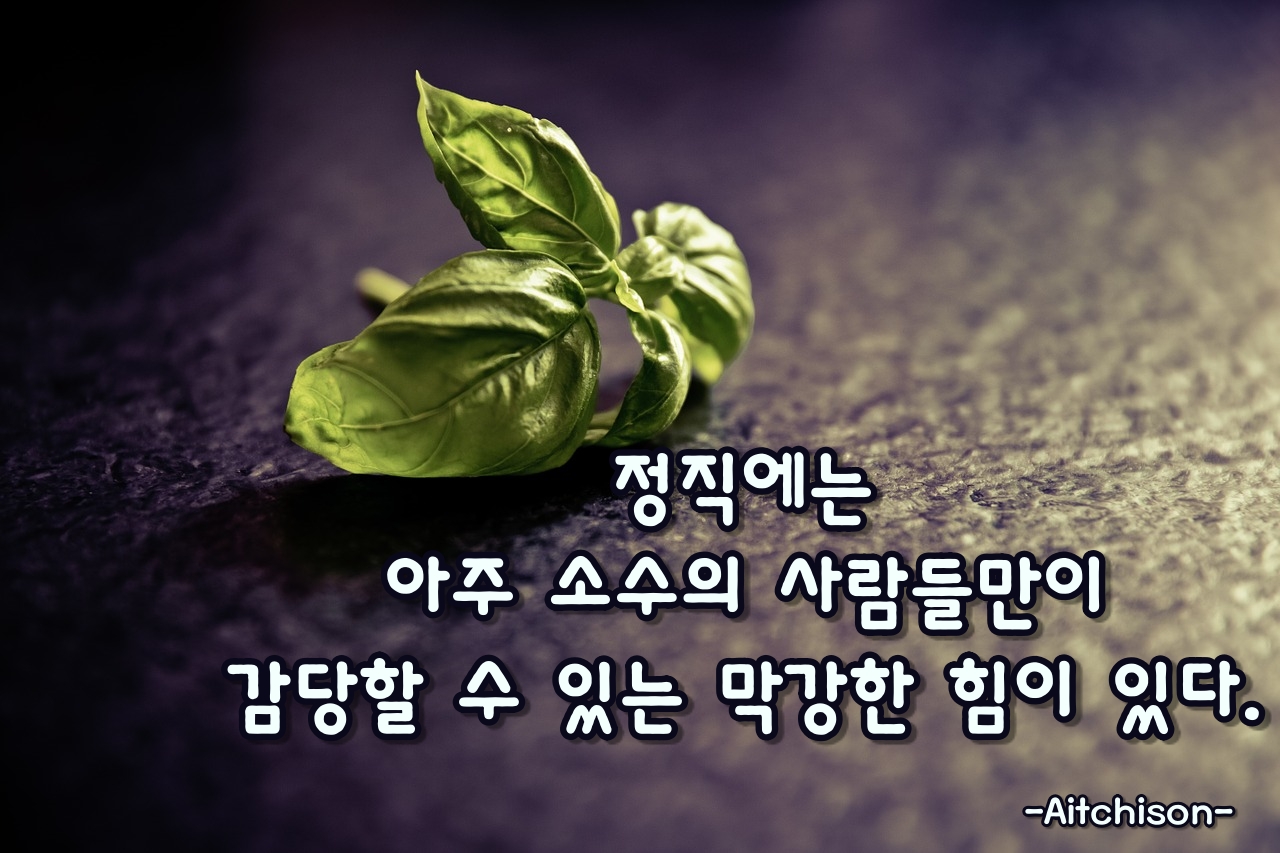 정직에는
아주 소수의 사람들만이
감당할 수 있는 막강한 힘이 있다.
-Aitchison-